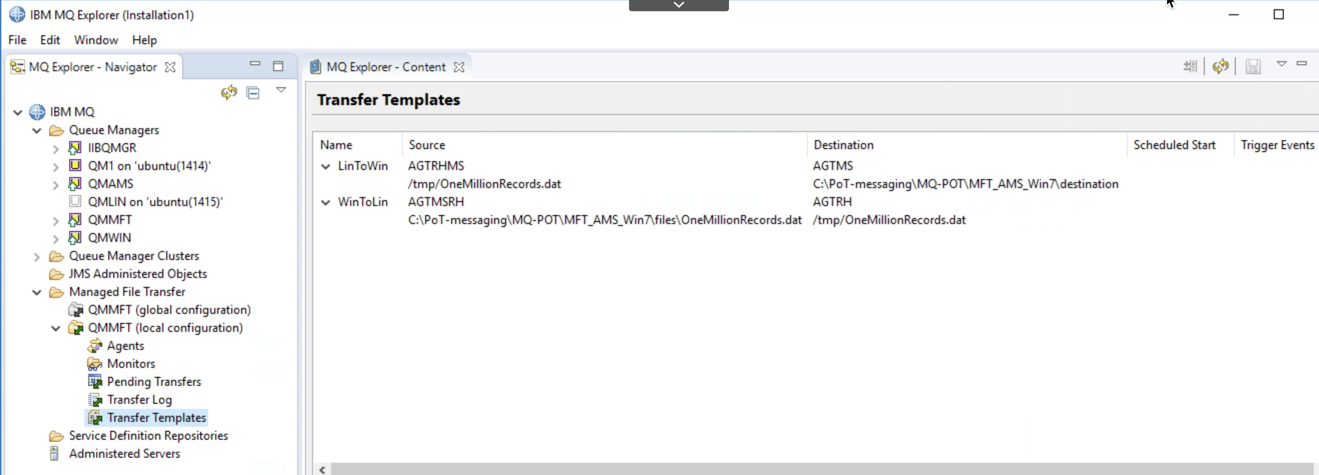 IBM MQ Explorer (Installation1)
File Edit Window Help
MQ Explorer - Navigator
IBM MQ
Queue Managers
IIBQMGR
QM1 on 'ubuntu(1414)'
QMAMS
QMLIN on 'ubuntu(1415)'
QMMFT
QMWIN
Queue Manager Clusters
JMS Administered Objects
Managed File Transfer
QMMFT (global configuration)
QMMFT (local configuration)
Agents
Monitors
Pending Transfers
Transfer Log
Transfer Templates
Service Definition Repositories
Administered Servers
MQ Explorer - Content
Transfer Templates
Name Source Destination Scheduled Start Trigger Events
LinToWin AGTRHMS AGTMS
/tmp/OneMillionRecords.dat C:\PoT-messaging\MQ-POT\MFT_AMS_Win7\destination
WinToLin AGTMSRH AGTRH
C:\PoT-messaging\MQ-POT\MFT_AMS_Win7\files\OneMillionRecords.dat /tmp/OneMillionRecords.dat